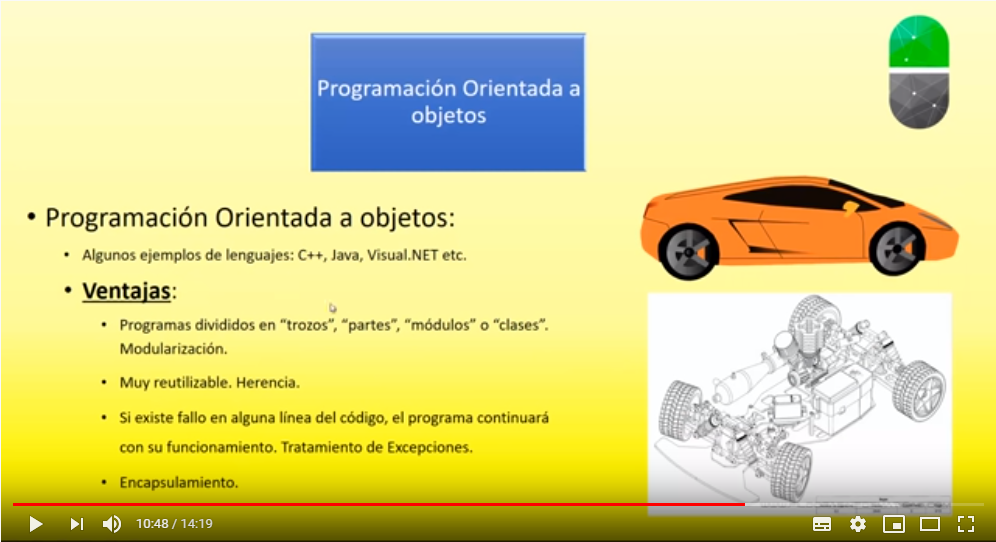 Programación Orientada a
objetos
• Programación Orientada a objetos:
• Algunos ejemplos de lenguajes: C++, Java, Visual.NET etc.
• Ventajas:
• Programas divididos en “trozos”, “partes”, “módulos” o “clases”.
Modularización.
• Muy reutilizable. Herencia.
• Si existe fallo en alguna línea del código, el programa continuará
con su funcionamiento. Tratamiento de Excepciones.
• Encapsulamiento.
10:48 / 14:19